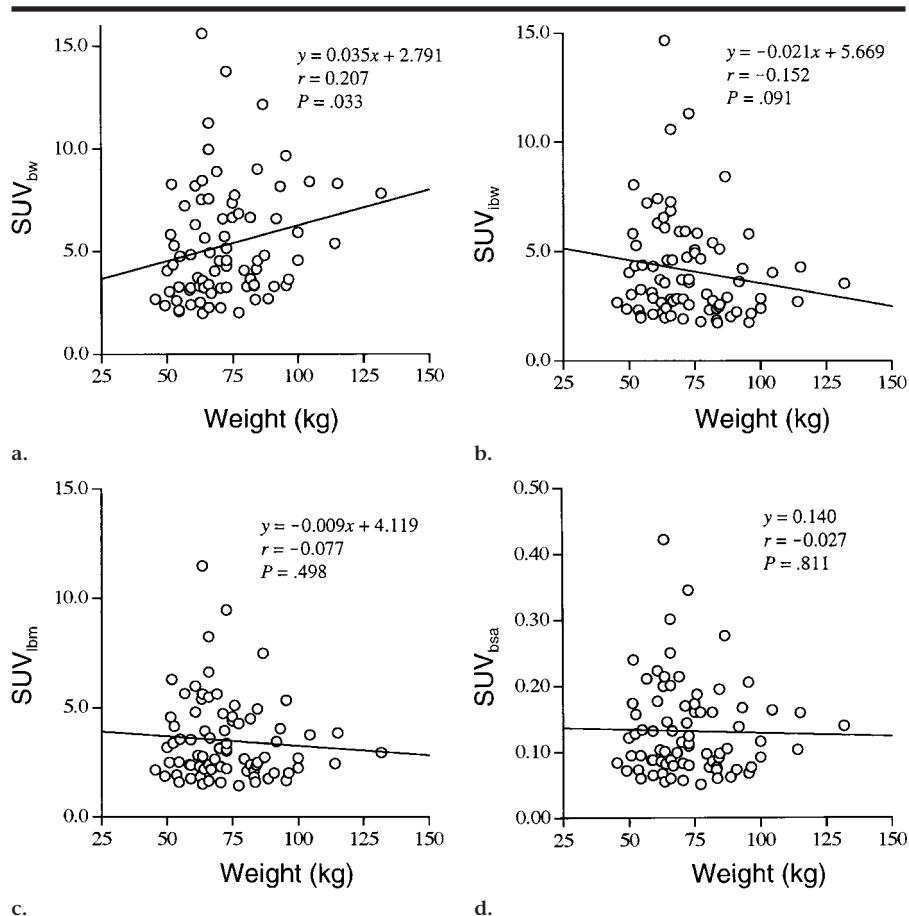 15.0
10.0
5.0
0.0
SUVbw
y = 0.035x + 2.791
r = 0.207
P = .033
25 50 75 100 125 150
Weight (kg)
a.
15.0
10.0
5.0
0.0
SUVibw
y = −0.021x + 5.669
r = −0.152
P = .091
25 50 75 100 125 150
Weight (kg)
b.
15.0
10.0
5.0
0.0
SUVlbm
y = −0.009x + 4.119
r = −0.077
P = .498
25 50 75 100 125 150
Weight (kg)
c.
0.50
0.40
0.30
0.20
0.10
0.00
SUVbsa
y = 0.140
r = −0.027
P = .811
25 50 75 100 125 150
Weight (kg)
d.